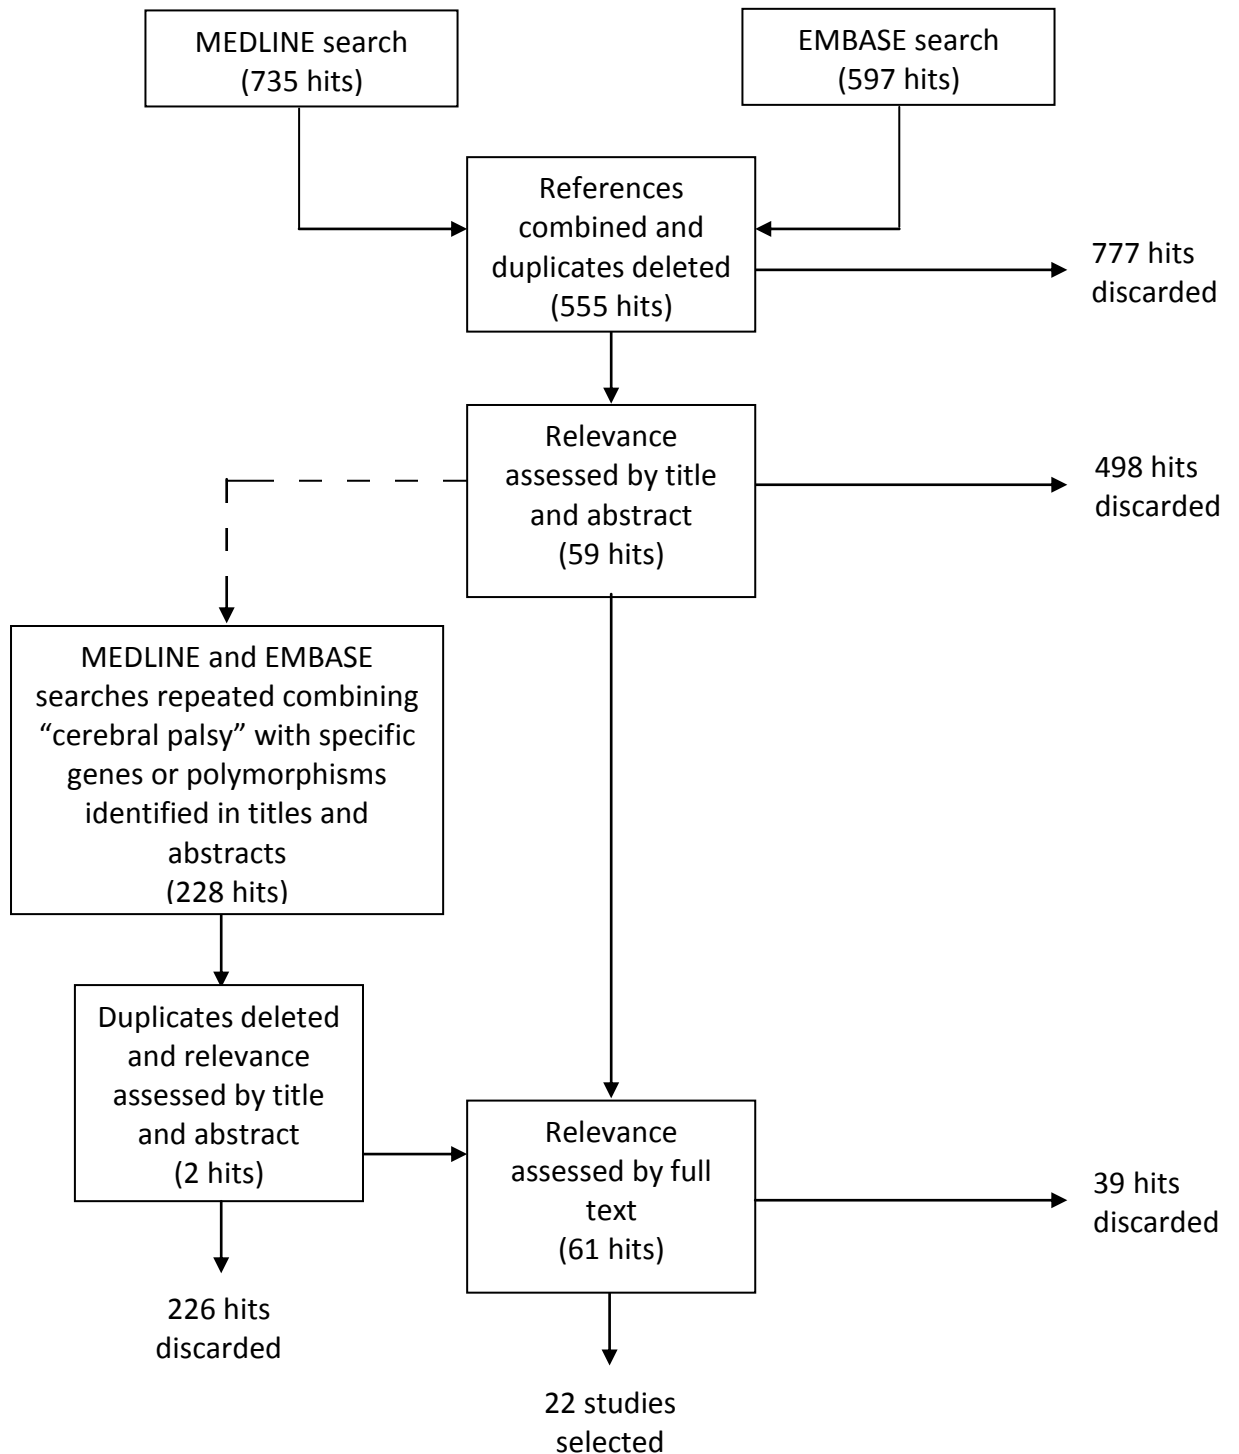 MEDLINE search
(735 hits)
EMBASE search
(597 hits)
References
combined and
duplicates deleted
(555 hits)
777 hits
discarded
Relevance
assessed by title
and abstract
(59 hits)
498 hits
discarded
MEDLINE and EMBASE
searches repeated combining
“cerebral palsy” with specific
genes or polymorphisms
identified in titles and
abstracts
(228 hits)
Duplicates deleted
and relevance
assessed by title
and abstract
(2 hits)
Relevance
assessed by full
text
(61 hits)
39 hits
discarded
226 hits
discarded
22 studies
selected